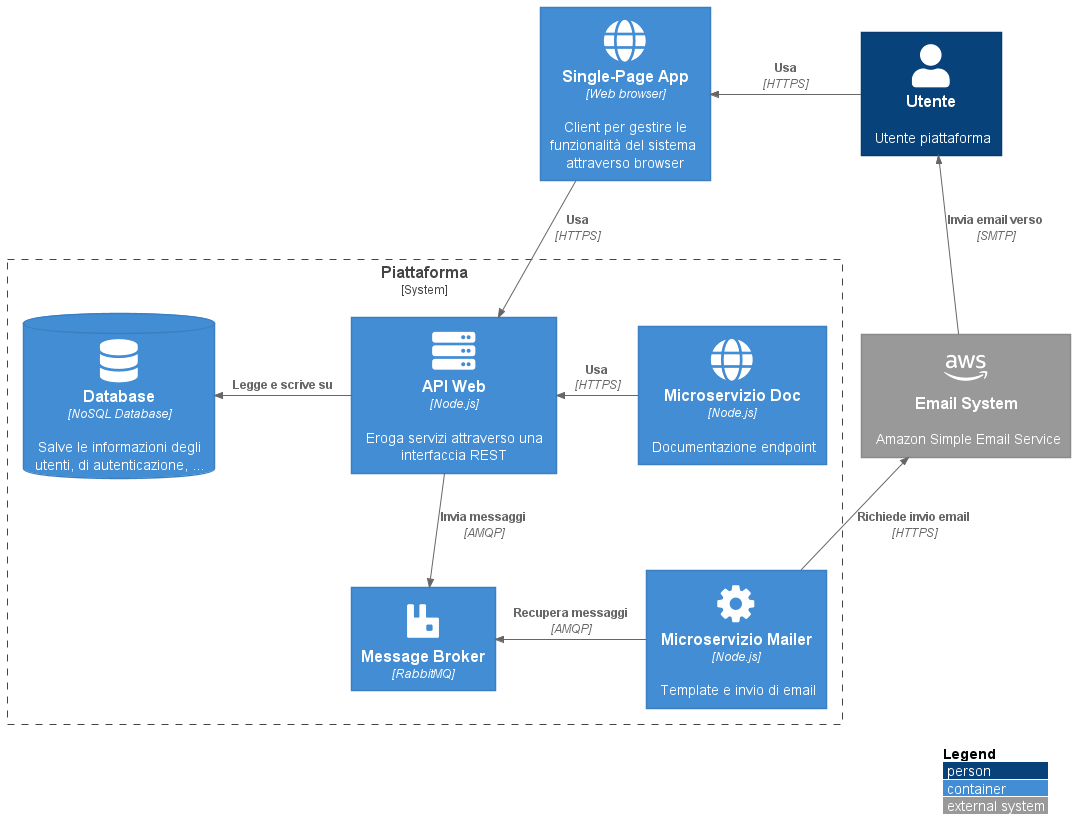 Single-Page App
[Web browser]
Client per gestire le
funzionalità del sistema
attraverso browser
Usa
[HTTPS]
Utente
Utente piattaforma
Usa
[HTTPS]
Invia email verso
[SMTP]
Piattaforma
[System]
Database
[NoSQL Database]
Salve le informazioni degli
utenti, di autenticazione, ...
Legge e scrive su
API Web
[Node.js]
Eroga servizi attraverso una
interfaccia REST
Usa
[HTTPS]
Microservizio Doc
[Node.js]
Documentazione endpoint
aws
Email System
Amazon Simple Email Service
Invia messaggi
[AMQP]
Richiede invio email
[HTTPS]
Message Broker
[RabbitMQ]
Recupera messaggi
[AMQP]
Microservizio Mailer
[Node.js]
Template e invio di email
Legend
person
container
external system